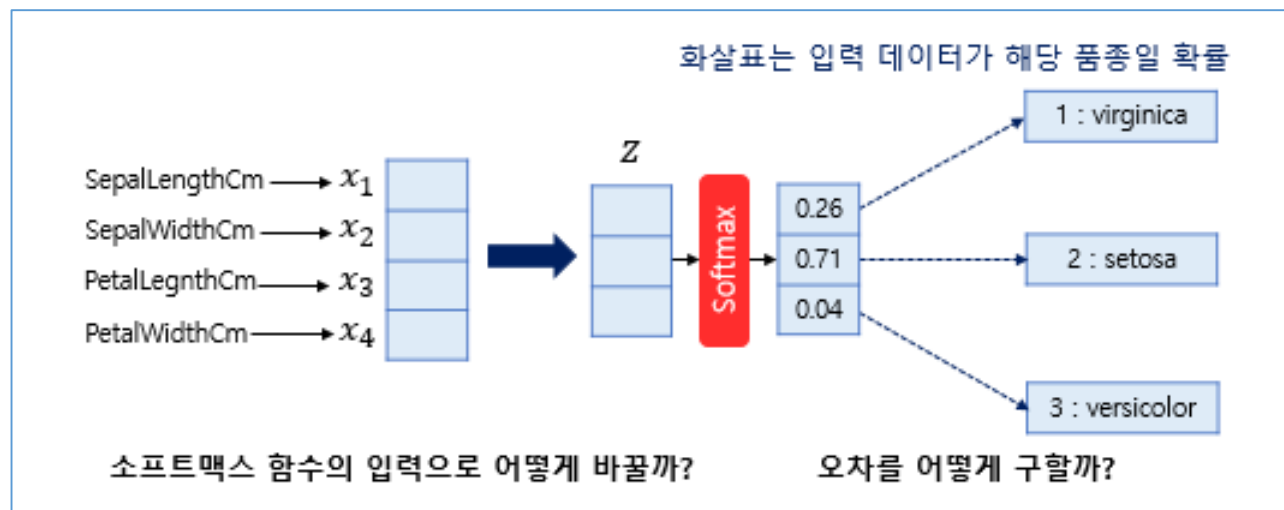 화살표는 입력 데이터가 해당 품종일 확률
SepalLengthCm x₁
SepalWidthCm x₂
PetalLegnthCm x₃
PetalWidthCm x₄
z
Softmax
0.26
0.71
0.04
1 : virginica
2 : setosa
3 : versicolor
소프트맥스 함수의 입력으로 어떻게 바꿀까?
오차를 어떻게 구할까?